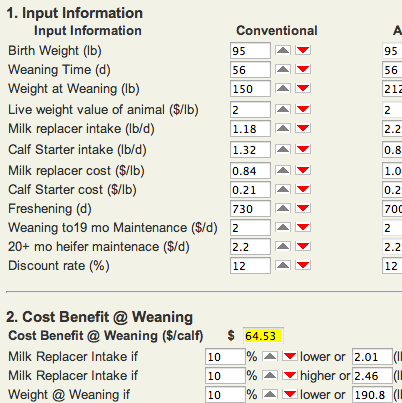 1. Input Information
Input Information Conventional A
Birth Weight (lb) 95 95
Weaning Time (d) 56 56
Weight at Weaning (lb) 150 212
Live weight value of animal ($/lb) 2 2
Milk replacer intake (lb/d) 1.18 2.2
Calf Starter intake (lb/d) 1.32 0.8
Milk replacer cost ($/lb) 0.84 1.0
Calf Starter cost ($/lb) 0.21 0.2
Freshening (d) 730 700
Weaning to19 mo Maintenance ($/d) 2 2
20+ mo heifer maintenace ($/d) 2.2 2.2
Discount rate (%) 12 12
2. Cost Benefit @ Weaning
Cost Benefit @ Weaning ($/calf) $ 64.53
Milk Replacer Intake if 10 % lower or 2.01 (l
Milk Replacer Intake if 10 % higher or 2.46 (l
Weight @ Weaning if 10 % lower or 190.8 (l